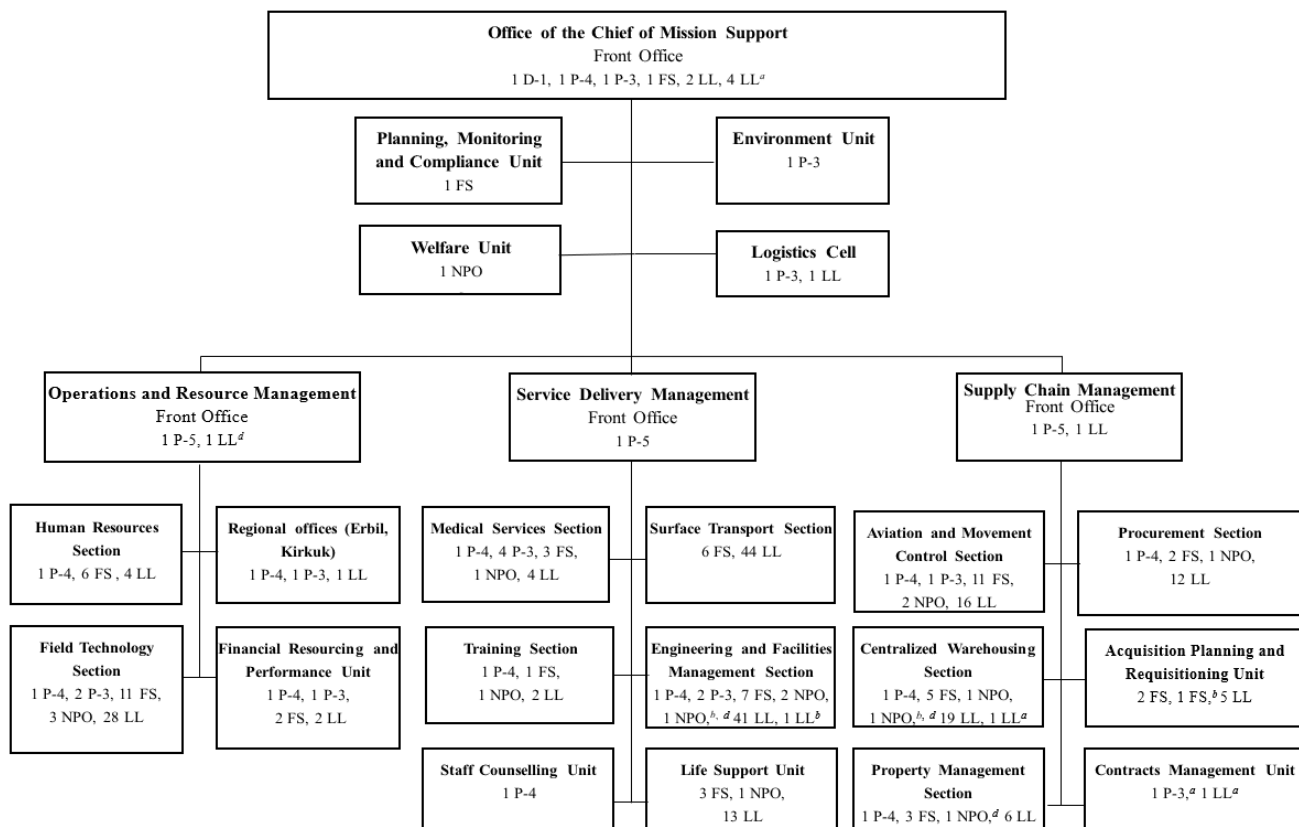 Office of the Chief of Mission Support
Front Office
1 D-1, 1 P-4, 1 P-3, 1 FS, 2 LL, 4 LLᵃ
Planning, Monitoring
and Compliance Unit
1 FS
Environment Unit
1 P-3
Welfare Unit
1 NPO
Logistics Cell
1 P-3, 1 LL
Operations and Resource Management
Front Office
1 P-5, 1 LLᵈ
Service Delivery Management
Front Office
1 P-5
Supply Chain Management
Front Office
1 P-5, 1 LL
Human Resources
Section
1 P-4, 6 FS , 4 LL
Regional offices (Erbil,
Kirkuk)
1 P-4, 1 P-3, 1 LL
Medical Services Section
1 P-4, 4 P-3, 3 FS,
1 NPO, 4 LL
Surface Transport Section
6 FS, 44 LL
Aviation and Movement
Control Section
1 P-4, 1 P-3, 11 FS,
2 NPO, 16 LL
Procurement Section
1 P-4, 2 FS, 1 NPO,
12 LL
Field Technology
Section
1 P-4, 2 P-3, 11 FS,
3 NPO, 28 LL
Financial Resourcing and
Performance Unit
1 P-4, 1 P-3,
2 FS, 2 LL
Training Section
1 P-4, 1 FS,
1 NPO, 2 LL
Engineering and Facilities
Management Section
1 P-4, 2 P-3, 7 FS, 2 NPO,
1 NPO,ᵇ, ᵈ 41 LL, 1 LLᵇ
Centralized Warehousing
Section
1 P-4, 5 FS, 1 NPO,
1 NPO,ᵇ, ᵈ 19 LL, 1 LLᵃ
Acquisition Planning and
Requisitioning Unit
2 FS, 1 FS,ᵇ 5 LL
Staff Counselling Unit
1 P-4
Life Support Unit
3 FS, 1 NPO,
13 LL
Property Management
Section
1 P-4, 3 FS, 1 NPO,ᵈ 6 LL
Contracts Management Unit
1 P-3,ᵃ 1 LLᵃ